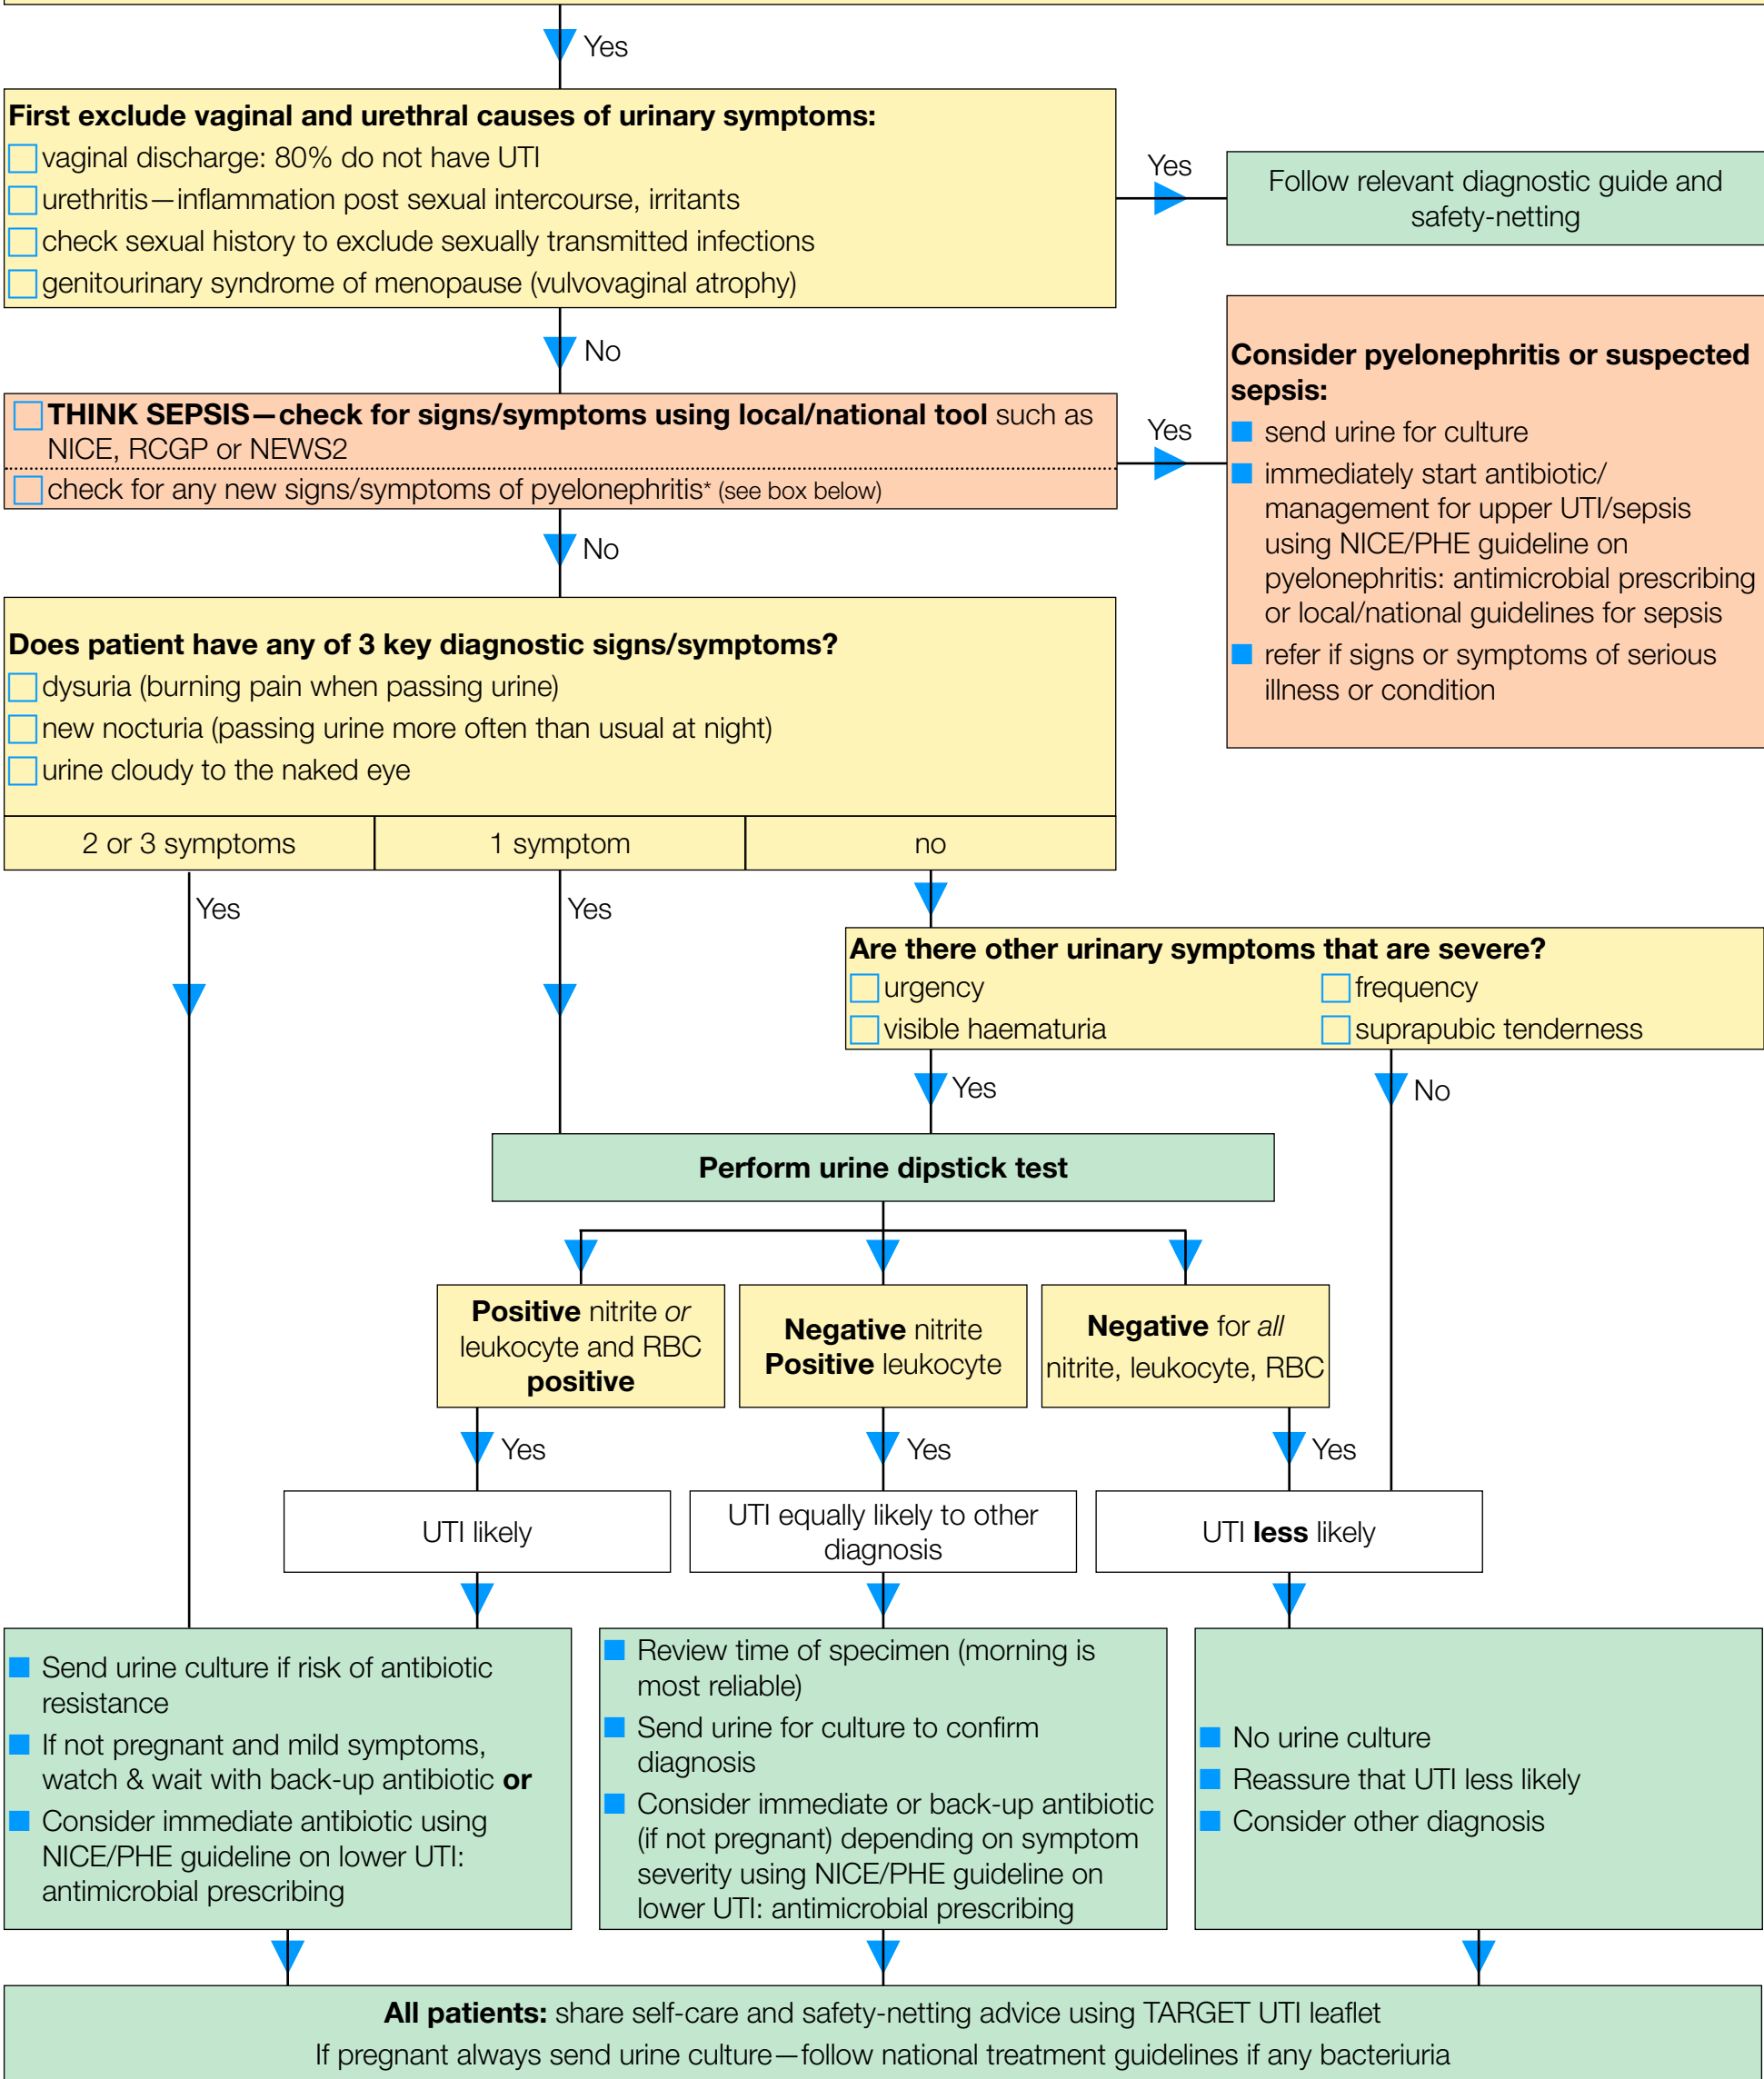 Yes
First exclude vaginal and urethral causes of urinary symptoms:
vaginal discharge: 80% do not have UTI
urethritis—inflammation post sexual intercourse, irritants
check sexual history to exclude sexually transmitted infections
genitourinary syndrome of menopause (vulvovaginal atrophy)
Yes
Follow relevant diagnostic guide and
safety-netting
No
THINK SEPSIS—check for signs/symptoms using local/national tool such as
NICE, RCGP or NEWS2
check for any new signs/symptoms of pyelonephritis* (see box below)
Yes
Consider pyelonephritis or suspected
sepsis:
send urine for culture
immediately start antibiotic/
management for upper UTI/sepsis
using NICE/PHE guideline on
pyelonephritis: antimicrobial prescribing
or local/national guidelines for sepsis
refer if signs or symptoms of serious
illness or condition
No
Does patient have any of 3 key diagnostic signs/symptoms?
dysuria (burning pain when passing urine)
new nocturia (passing urine more often than usual at night)
urine cloudy to the naked eye
2 or 3 symptoms
1 symptom
no
Yes
Yes
Are there other urinary symptoms that are severe?
urgency
frequency
visible haematuria
suprapubic tenderness
Yes
No
Perform urine dipstick test
Positive nitrite or
leukocyte and RBC
positive
Negative nitrite
Positive leukocyte
Negative for all
nitrite, leukocyte, RBC
Yes
Yes
Yes
UTI likely
UTI equally likely to other
diagnosis
UTI less likely
Send urine culture if risk of antibiotic
resistance
If not pregnant and mild symptoms,
watch & wait with back-up antibiotic or
Consider immediate antibiotic using
NICE/PHE guideline on lower UTI:
antimicrobial prescribing
Review time of specimen (morning is
most reliable)
Send urine for culture to confirm
diagnosis
Consider immediate or back-up antibiotic
(if not pregnant) depending on symptom
severity using NICE/PHE guideline on
lower UTI: antimicrobial prescribing
No urine culture
Reassure that UTI less likely
Consider other diagnosis
All patients: share self-care and safety-netting advice using TARGET UTI leaflet
If pregnant always send urine culture—follow national treatment guidelines if any bacteriuria